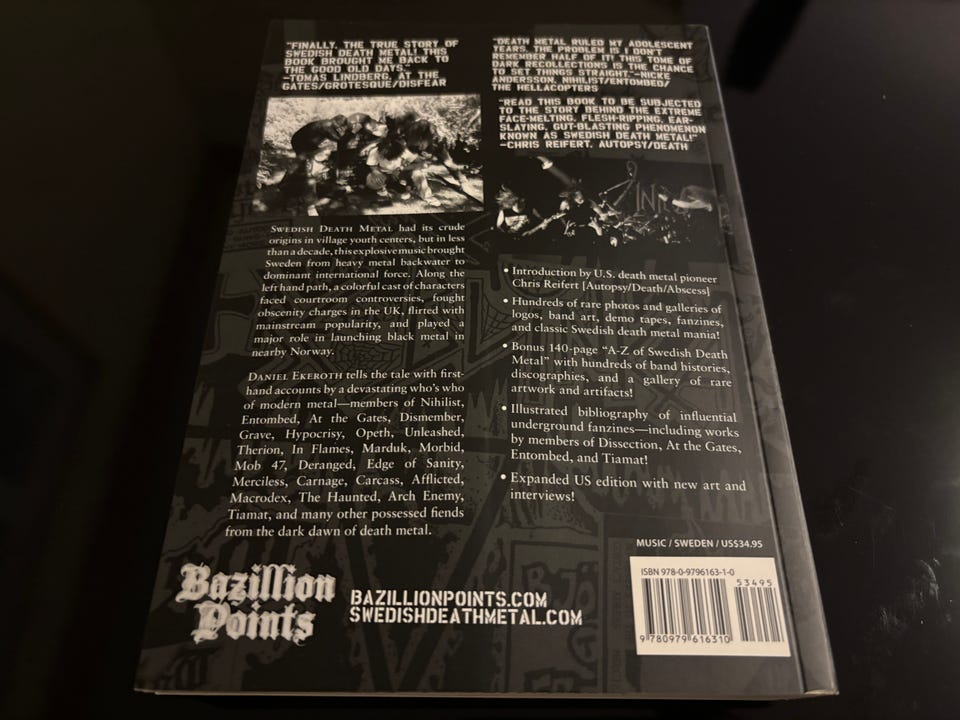 "FINALLY, THE TRUE STORY OF
SWEDISH DEATH METAL! THIS
BOOK BROUGHT ME BACK TO
THE GOOD OLD DAYS."
–TOMAS LINDBERG, AT THE
GATES/GROTESQUE/DISFEAR
SWEDISH DEATH METAL had its crude
origins in village youth centers, but in less
than a decade, this explosive music brought
Sweden from heavy metal backwater to
dominant international force. Along the
left hand path, a colorful cast of characters
faced courtroom controversies, fought
obscenity charges in the UK, flirted with
mainstream popularity, and played a
major role in launching black metal in
nearby Norway.
DANIEL EKEROTH tells the tale with first-
hand accounts by a devastating who's who
of modern metal—members of Nihilist,
Entombed, At the Gates, Dismember,
Grave, Hypocrisy, Opeth, Unleashed,
Therion, In Flames, Marduk, Morbid,
Mob 47, Deranged, Edge of Sanity,
Merciless, Carnage, Carcass, Afflicted,
Macrodex, The Haunted, Arch Enemy,
Tiamat, and many other possessed fiends
from the dark dawn of death metal.
"DEATH METAL RULED MY ADOLESCENT
YEARS. THE PROBLEM IS I DON'T
REMEMBER HALF OF IT! THIS TOME OF
DARK RECOLLECTIONS IS THE CHANCE
TO SET THINGS STRAIGHT."–NICKE
ANDERSSON, NIHILIST/ENTOMBED/
THE HELLACOPTERS
"READ THIS BOOK TO BE SUBJECTED
TO THE STORY BEHIND THE EXTREME
FACE-MELTING, FLESH-RIPPING, EAR-
SLAYING, GUT-BLASTING PHENOMENON
KNOWN AS SWEDISH DEATH METAL!"
–CHRIS REIFERT, AUTOPSY/DEATH
• Introduction by U.S. death metal pioneer
Chris Reifert [Autopsy/Death/Abscess]
• Hundreds of rare photos and galleries of
logos, band art, demo tapes, fanzines,
and classic Swedish death metal mania!
• Bonus 140-page "A-Z of Swedish Death
Metal" with hundreds of band histories,
discographies, and a gallery of rare
artwork and artifacts!
• Illustrated bibliography of influential
underground fanzines—including works
by members of Dissection, At the Gates,
Entombed, and Tiamat!
• Expanded US edition with new art and
interviews!
Bazillion
Points
BAZILLIONPOINTS.COM
SWEDISHDEATHMETAL.COM
MUSIC / SWEDEN / US$34.95
ISBN 978-0-9796163-1-0
53495
9 780979 616310